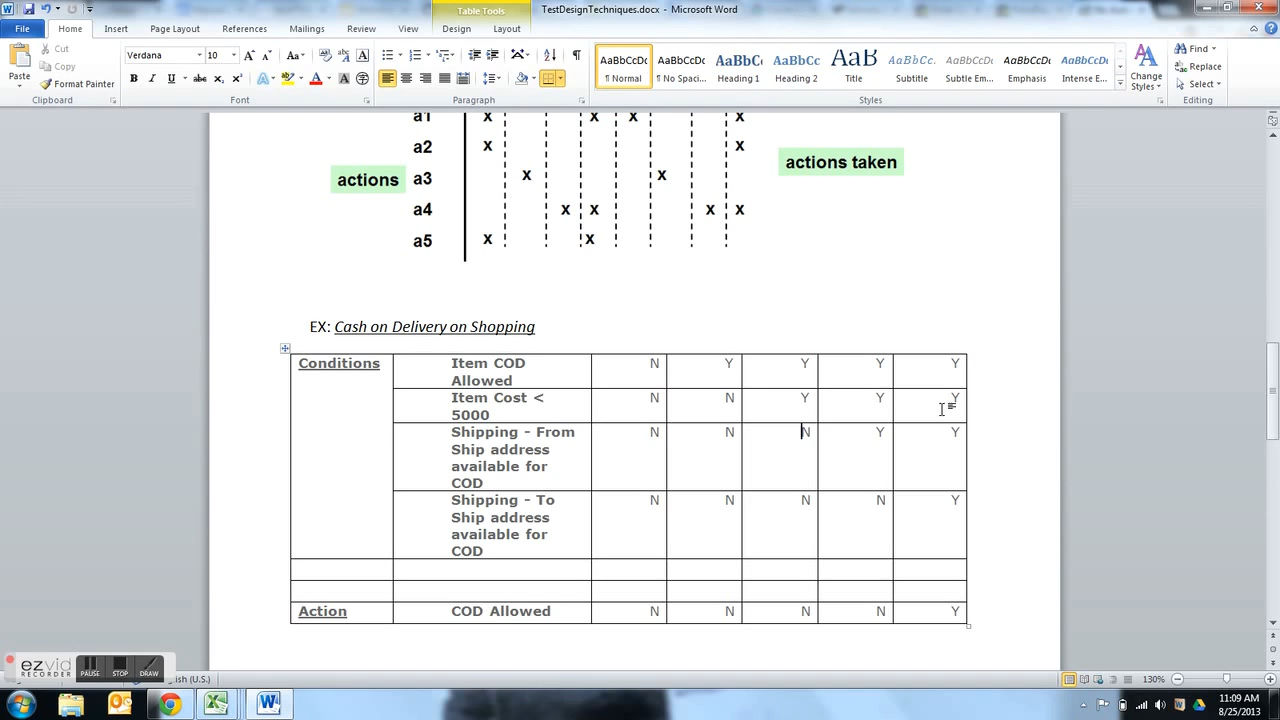 TestDesignTechniques.docx - Microsoft Word
Table Tools
File Home Insert Page Layout References Mailings Review View Design Layout
Paste
Cut
Copy
Format Painter
Clipboard
Verdana 10
B I U abc
Font
Paragraph
AaBbCcDc AaBbCcDc AaBbC AaBbCc AaB AaBbCc. AaBbCcDc AaBbCcDc AaBbCcDc
¶ Normal ¶ No Spaci... Heading 1 Heading 2 Title Subtitle Subtle Em... Emphasis Intense E...
Change Styles
Styles
Find
Replace
Select
Editing
a1 x x x x
a2 x x
actions taken
actions a3 x x
a4 x x x x
a5 x x
EX: Cash on Delivery on Shopping
Conditions Item COD N Y Y Y Y
Allowed
Item Cost < N N Y Y Y
5000
Shipping - From N N N Y Y
Ship address
available for
COD
Shipping - To N N N N Y
Ship address
available for
COD
Action COD Allowed N N N N Y
ezvid
RECORDER
PAUSE STOP DRAW
English (U.S.)
130%
11:09 AM
8/25/2013